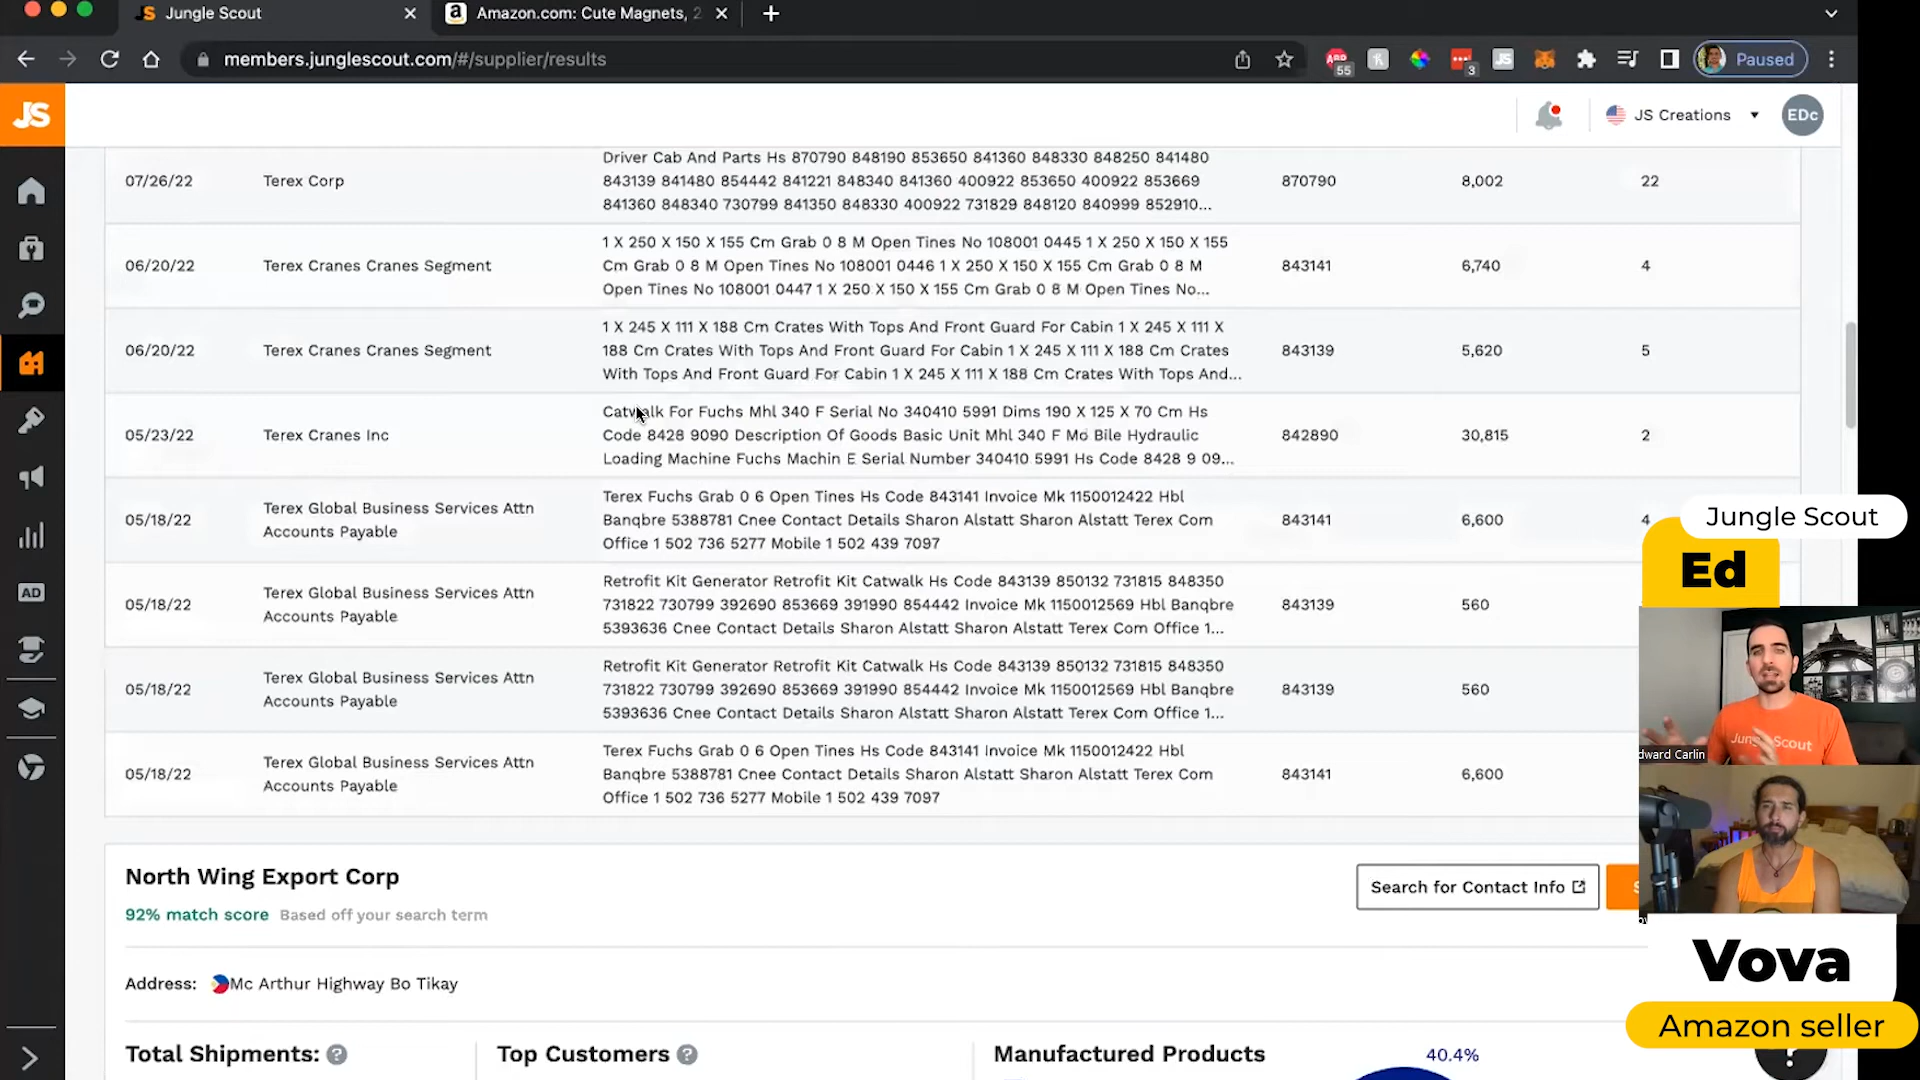 Jungle Scout
Amazon.com: Cute Magnets, 2
members.junglescout.com/#/supplier/results
55
3
JS
Paused
JS
JS Creations
EDc
07/26/22
Terex Corp
Driver Cab And Parts Hs 870790 848190 853650 841360 848330 848250 841480
843139 841480 854442 841221 848340 841360 400922 853650 400922 853669
841360 848340 730799 841350 848330 400922 731829 848120 840999 852910...
870790
8,002
22
06/20/22
Terex Cranes Cranes Segment
1 X 250 X 150 X 155 Cm Grab 0 8 M Open Tines No 108001 0445 1 X 250 X 150 X 155
Cm Grab 0 8 M Open Tines No 108001 0446 1 X 250 X 150 X 155 Cm Grab 0 8 M
Open Tines No 108001 0447 1 X 250 X 150 X 155 Cm Grab 0 8 M Open Tines No...
843141
6,740
4
06/20/22
Terex Cranes Cranes Segment
1 X 245 X 111 X 188 Cm Crates With Tops And Front Guard For Cabin 1 X 245 X 111 X
188 Cm Crates With Tops And Front Guard For Cabin 1 X 245 X 111 X 188 Cm Crates
With Tops And Front Guard For Cabin 1 X 245 X 111 X 188 Cm Crates With Tops And...
843139
5,620
5
05/23/22
Terex Cranes Inc
Catwalk For Fuchs Mhl 340 F Serial No 340410 5991 Dims 190 X 125 X 70 Cm Hs
Code 8428 9090 Description Of Goods Basic Unit Mhl 340 F Mo Bile Hydraulic
Loading Machine Fuchs Machin E Serial Number 340410 5991 Hs Code 8428 9 09...
842890
30,815
2
05/18/22
Terex Global Business Services Attn
Accounts Payable
Terex Fuchs Grab 0 6 Open Tines Hs Code 843141 Invoice Mk 1150012422 Hbl
Banqbre 5388781 Cnee Contact Details Sharon Alstatt Sharon Alstatt Terex Com
Office 1 502 736 5277 Mobile 1 502 439 7097
843141
6,600
4
05/18/22
Terex Global Business Services Attn
Accounts Payable
Retrofit Kit Generator Retrofit Kit Catwalk Hs Code 843139 850132 731815 848350
731822 730799 392690 853669 391990 854442 Invoice Mk 1150012569 Hbl Banqbre
5393636 Cnee Contact Details Sharon Alstatt Sharon Alstatt Terex Com Office 1...
843139
560
05/18/22
Terex Global Business Services Attn
Accounts Payable
Retrofit Kit Generator Retrofit Kit Catwalk Hs Code 843139 850132 731815 848350
731822 730799 392690 853669 391990 854442 Invoice Mk 1150012569 Hbl Banqbre
5393636 Cnee Contact Details Sharon Alstatt Sharon Alstatt Terex Com Office 1...
843139
560
05/18/22
Terex Global Business Services Attn
Accounts Payable
Terex Fuchs Grab 0 6 Open Tines Hs Code 843141 Invoice Mk 1150012422 Hbl
Banqbre 5388781 Cnee Contact Details Sharon Alstatt Sharon Alstatt Terex Com
Office 1 502 736 5277 Mobile 1 502 439 7097
843141
6,600
AD
North Wing Export Corp
92% match score Based off your search term
Search for Contact Info
Address: Mc Arthur Highway Bo Tikay
Total Shipments:
Top Customers
Manufactured Products
40.4%
Jungle Scout
Ed
Jungle Scout
dward Carlin
Vova
Amazon seller